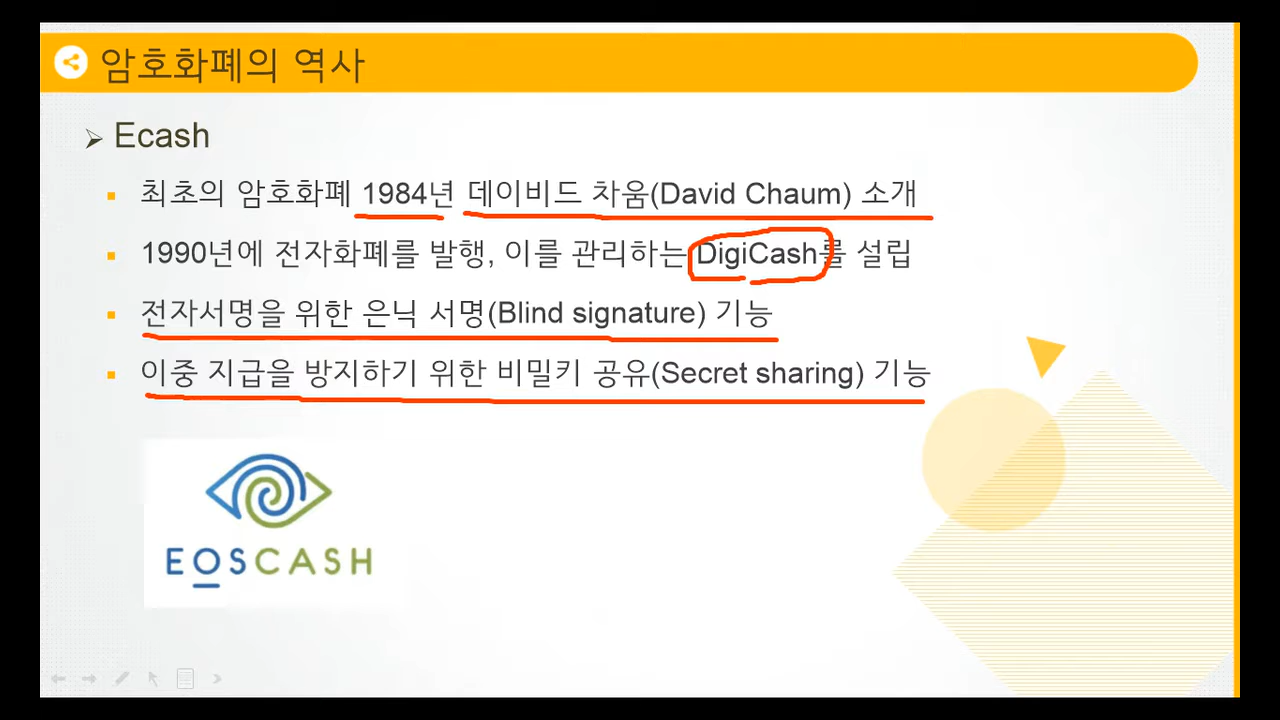 암호화폐의 역사
Ecash
최초의 암호화폐 1984년 데이비드 차움(David Chaum) 소개
1990년에 전자화폐를 발행, 이를 관리하는 DigiCash를 설립
전자서명을 위한 은닉 서명(Blind signature) 기능
이중 지급을 방지하기 위한 비밀키 공유(Secret sharing) 기능
EOSCASH